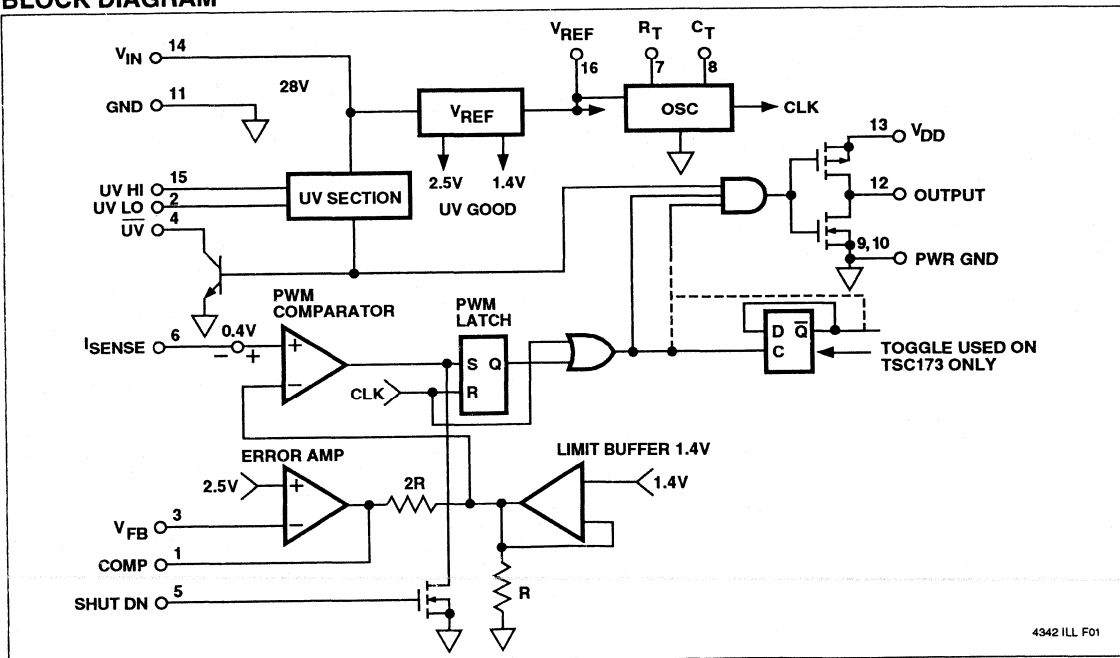 BLOCK DIAGRAM
VIN 14
28V
GND 11
VREF
16
RT
7
CT
8
VREF
OSC
CLK
2.5V
1.4V
UV GOOD
UV HI 15
UV LO 2
U̅V̅ 4
UV SECTION
13 VDD
12 OUTPUT
9, 10
PWR GND
PWM
COMPARATOR
PWM
LATCH
ISENSE 6
0.4V
− +
+
−
S Q
R
CLK
D Q̅
C
TOGGLE USED ON
TSC173 ONLY
ERROR AMP
2.5V
+
−
2R
LIMIT BUFFER 1.4V
1.4V
VFB 3
COMP 1
R
SHUT DN 5
4342 ILL F01